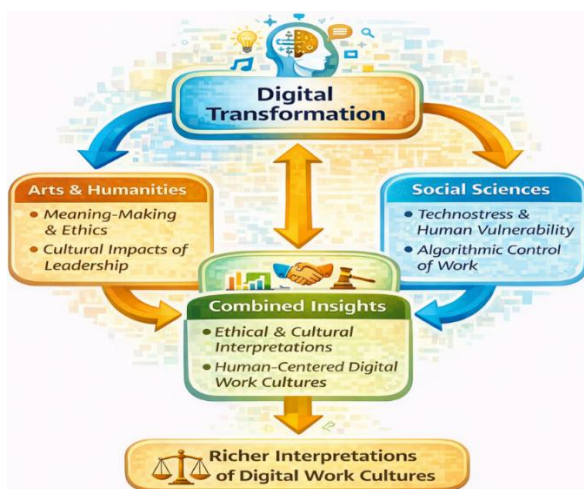 Digital
Transformation
Arts & Humanities
• Meaning-Making
& Ethics
• Cultural Impacts of
Leadership
Social Sciences
• Technostress &
Human Vulnerability
• Algorithmic Control
of Work
Combined Insights
• Ethical & Cultural
Interpretations
• Human-Centered Digital
Work Cultures
Richer Interpretations
of Digital Work Cultures